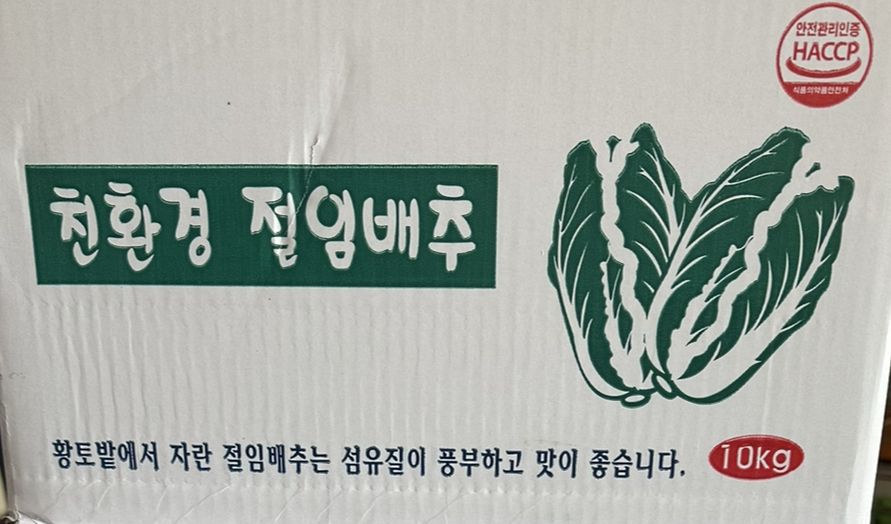 안전관리인증
HACCP
식품의약품안전처
친환경 절임배추
황토밭에서 자란 절임배추는 섬유질이 풍부하고 맛이 좋습니다.
10kg